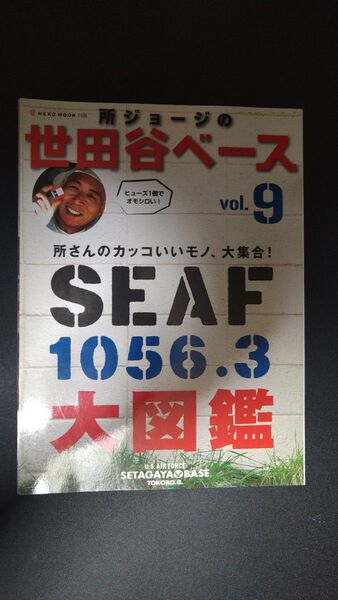 NEKO MOOK
所ジョージの
世田谷ベース
vol.9
ヒューズ1個で
オモシロい!
所さんのカッコいいモノ、大集合!
SEAF
1056.3
大図鑑
U.S. AIR FORCE
SETAGAYA BASE
TOKORO.G.